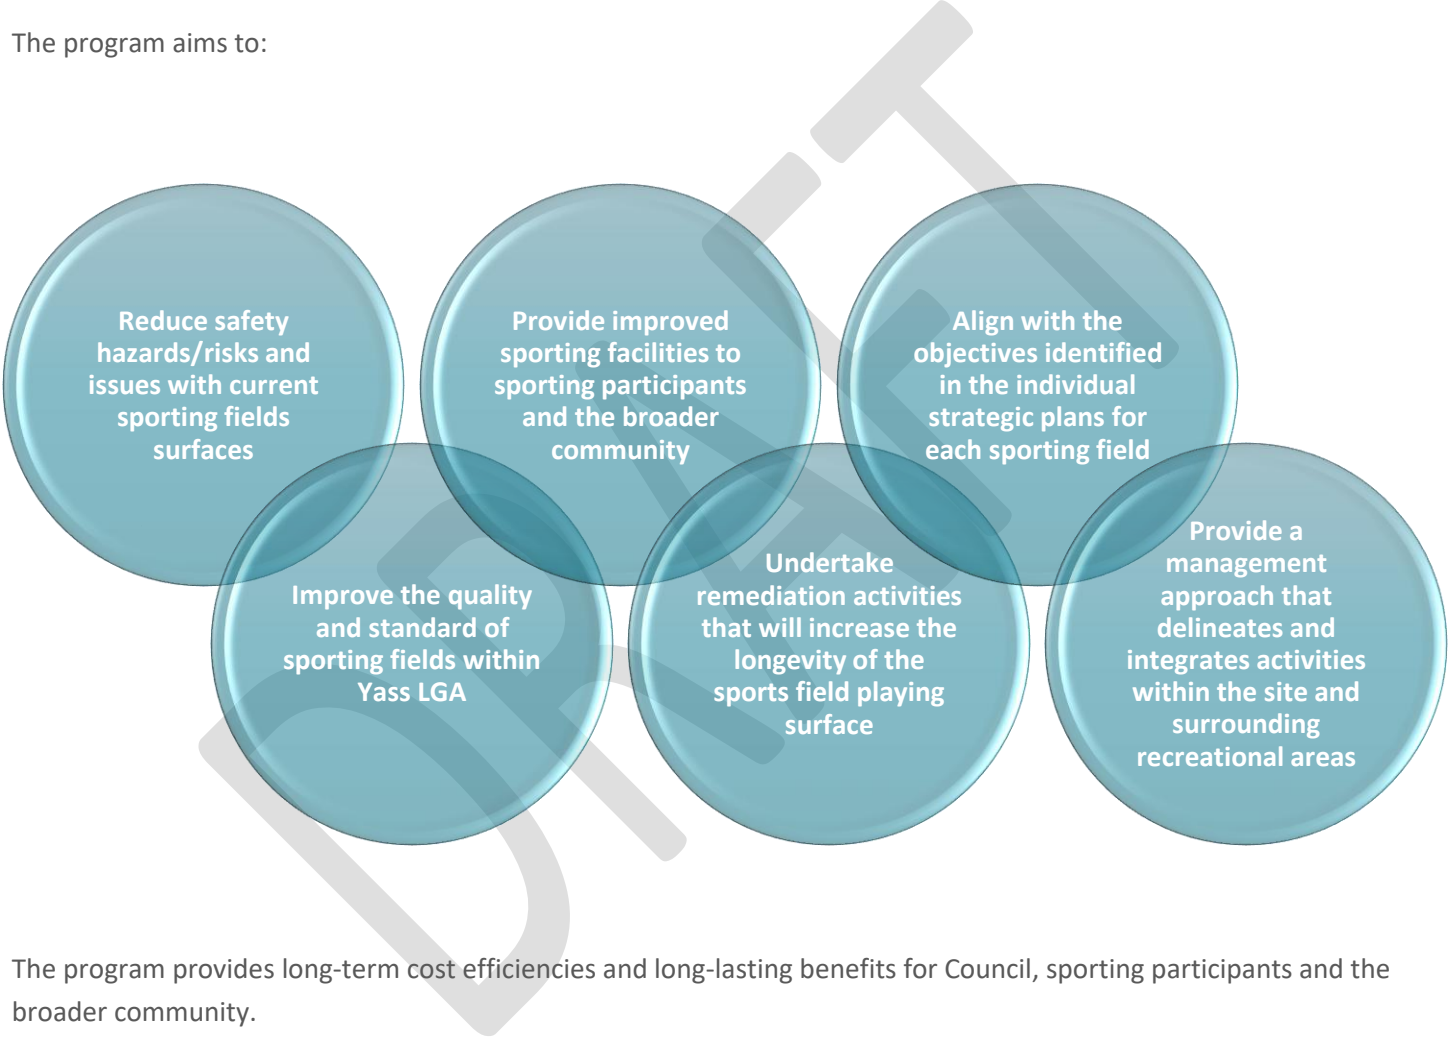 The program aims to:
Reduce safety
hazards/risks and
issues with current
sporting fields
surfaces
Improve the quality
and standard of
sporting fields within
Yass LGA
Provide improved
sporting facilities to
sporting participants
and the broader
community
Undertake
remediation activities
that will increase the
longevity of the
sports field playing
surface
Align with the
objectives identified
in the individual
strategic plans for
each sporting field
Provide a
management
approach that
delineates and
integrates activities
within the site and
surrounding
recreational areas
DRAFT
The program provides long-term cost efficiencies and long-lasting benefits for Council, sporting participants and the
broader community.